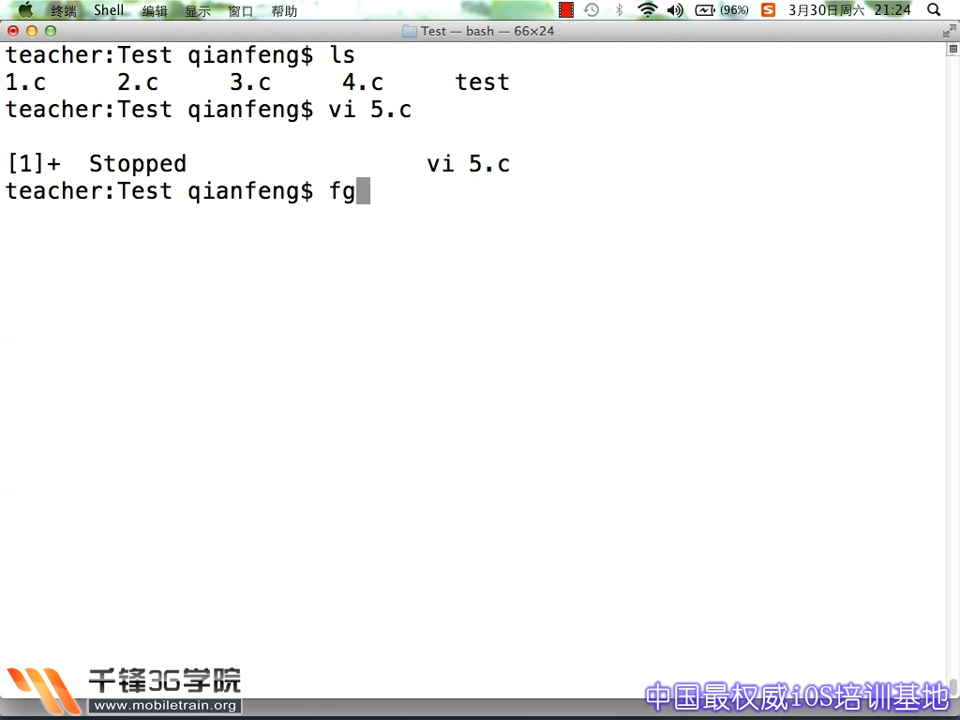 终端 Shell 编辑 显示 窗口 帮助 (96%) S 3月30日周六 21:24
Test — bash — 66×24
teacher:Test qianfeng$ ls
1.c 2.c 3.c 4.c test
teacher:Test qianfeng$ vi 5.c
[1]+ Stopped vi 5.c
teacher:Test qianfeng$ fg
千锋3G学院
www.mobiletrain.org
中国最权威iOS培训基地